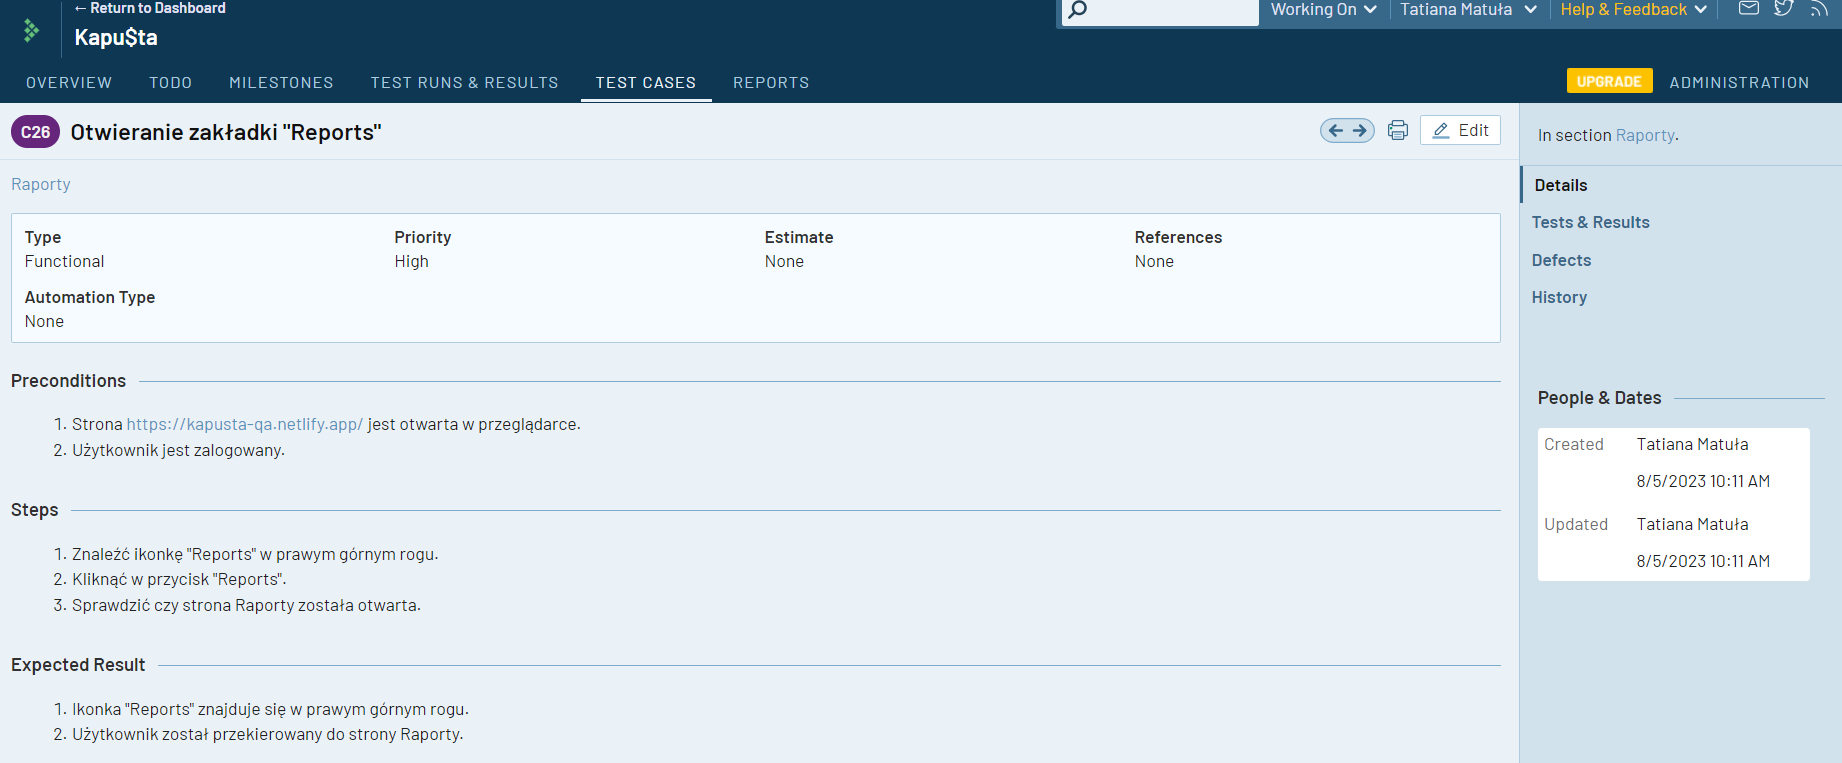 ← Return to Dashboard
Kapu$ta
Working On
Tatiana Matuła
Help & Feedback
OVERVIEW
TODO
MILESTONES
TEST RUNS & RESULTS
TEST CASES
REPORTS
UPGRADE
ADMINISTRATION
C26
Otwieranie zakładki "Reports"
Edit
Raporty
Type
Functional
Priority
High
Estimate
None
References
None
Automation Type
None
Preconditions
1. Strona https://kapusta-qa.netlify.app/ jest otwarta w przeglądarce.
2. Użytkownik jest zalogowany.
Steps
1. Znaleźć ikonkę "Reports" w prawym górnym rogu.
2. Kliknąć w przycisk "Reports".
3. Sprawdzić czy strona Raporty została otwarta.
Expected Result
1. Ikonka "Reports" znajduje się w prawym górnym rogu.
2. Użytkownik został przekierowany do strony Raporty.
In section Raporty.
Details
Tests & Results
Defects
History
People & Dates
Created
Tatiana Matuła
8/5/2023 10:11 AM
Updated
Tatiana Matuła
8/5/2023 10:11 AM